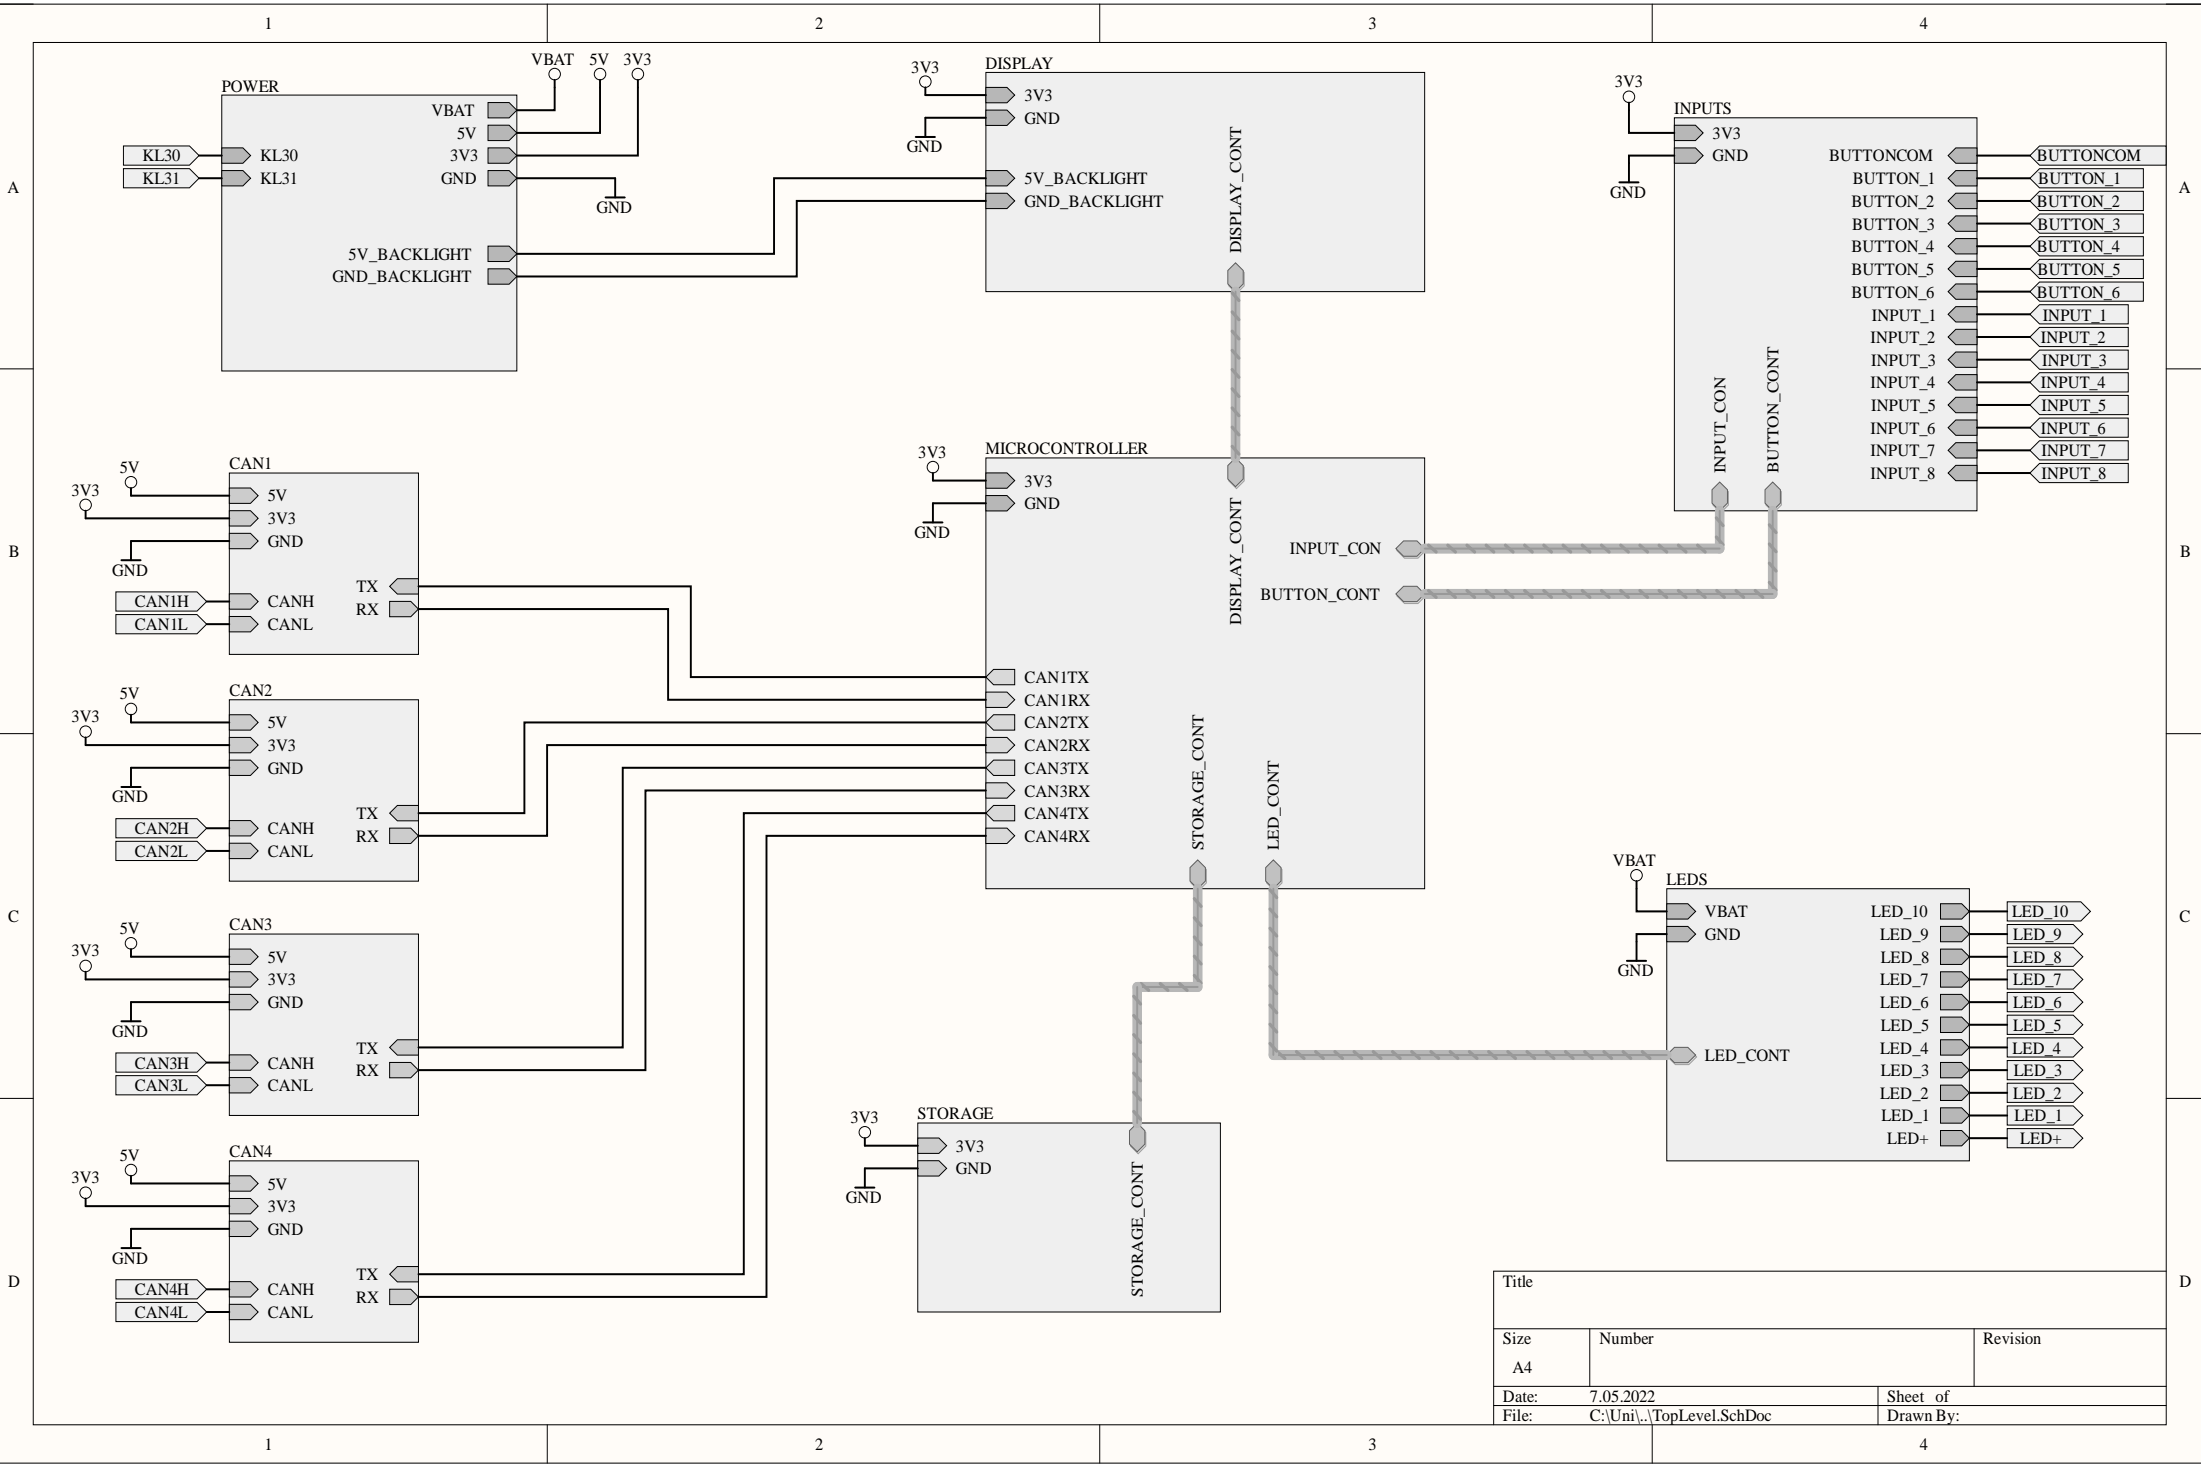 1 2 3 4
A
B
C
D
A
B
C
D
POWER
VBAT 5V 3V3
VBAT
5V
3V3
GND
GND
KL30 KL30
KL31 KL31
5V_BACKLIGHT
GND_BACKLIGHT
DISPLAY
3V3
3V3
GND
GND
5V_BACKLIGHT
GND_BACKLIGHT
DISPLAY_CONT
INPUTS
3V3
3V3
GND
GND
BUTTONCOM BUTTONCOM
BUTTON_1 BUTTON_1
BUTTON_2 BUTTON_2
BUTTON_3 BUTTON_3
BUTTON_4 BUTTON_4
BUTTON_5 BUTTON_5
BUTTON_6 BUTTON_6
INPUT_1 INPUT_1
INPUT_2 INPUT_2
INPUT_3 INPUT_3
INPUT_4 INPUT_4
INPUT_5 INPUT_5
INPUT_6 INPUT_6
INPUT_7 INPUT_7
INPUT_8 INPUT_8
INPUT_CON
BUTTON_CONT
CAN1
5V
3V3
5V
3V3
GND
GND
TX
RX
CAN1H CANH
CAN1L CANL
MICROCONTROLLER
3V3
3V3
GND
GND
DISPLAY_CONT
INPUT_CON
BUTTON_CONT
CAN1TX
CAN1RX
CAN2TX
CAN2RX
CAN3TX
CAN3RX
CAN4TX
CAN4RX
STORAGE_CONT
LED_CONT
CAN2
5V
3V3
5V
3V3
GND
GND
TX
RX
CAN2H CANH
CAN2L CANL
CAN3
5V
3V3
5V
3V3
GND
GND
TX
RX
CAN3H CANH
CAN3L CANL
CAN4
5V
3V3
5V
3V3
GND
GND
TX
RX
CAN4H CANH
CAN4L CANL
STORAGE
3V3
3V3
GND
GND
STORAGE_CONT
LEDS
VBAT
VBAT
GND
GND
LED_CONT
LED_10 LED_10
LED_9 LED_9
LED_8 LED_8
LED_7 LED_7
LED_6 LED_6
LED_5 LED_5
LED_4 LED_4
LED_3 LED_3
LED_2 LED_2
LED_1 LED_1
LED+ LED+
Title
Size Number Revision
A4
Date: 7.05.2022 Sheet of
File: C:\Uni\..\TopLevel.SchDoc Drawn By:
1 2 3 4